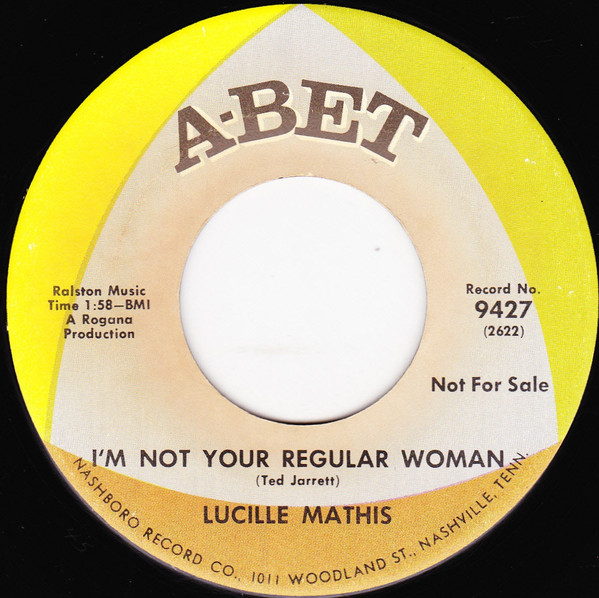 A-BET
Ralston Music
Time 1:58—BMI
A Rogana
Production
Record No.
9427
(2622)
Not For Sale
I'M NOT YOUR REGULAR WOMAN
(Ted Jarrett)
LUCILLE MATHIS
NASHBORO RECORD CO., 1011 WOODLAND ST., NASHVILLE, TENN.